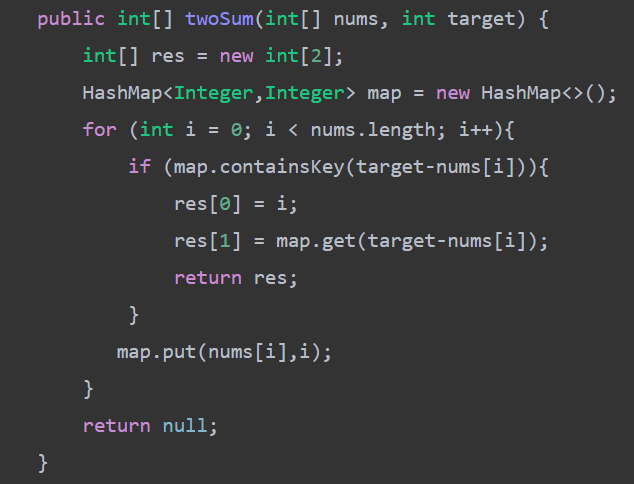 public int[] twoSum(int[] nums, int target) {
    int[] res = new int[2];
    HashMap<Integer,Integer> map = new HashMap<>();
    for (int i = 0; i < nums.length; i++){
        if (map.containsKey(target-nums[i])){
            res[0] = i;
            res[1] = map.get(target-nums[i]);
            return res;
        }
       map.put(nums[i],i);
    }
    return null;
}